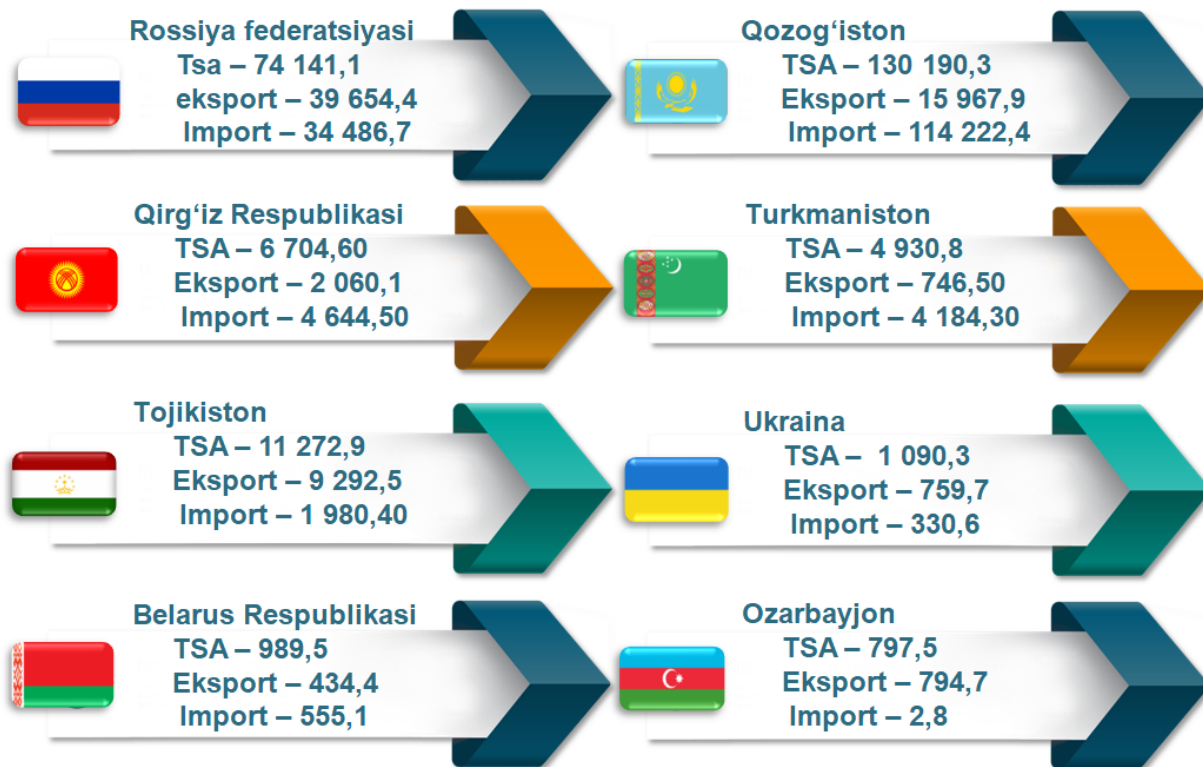 Rossiya federatsiyasi
Tsa – 74 141,1
eksport – 39 654,4
Import – 34 486,7
Qozog‘iston
TSA – 130 190,3
Eksport – 15 967,9
Import – 114 222,4
Qirg‘iz Respublikasi
TSA – 6 704,60
Eksport – 2 060,1
Import – 4 644,50
Turkmaniston
TSA – 4 930,8
Eksport – 746,50
Import – 4 184,30
Tojikiston
TSA – 11 272,9
Eksport – 9 292,5
Import – 1 980,40
Ukraina
TSA – 1 090,3
Eksport – 759,7
Import – 330,6
Belarus Respublikasi
TSA – 989,5
Eksport – 434,4
Import – 555,1
Ozarbayjon
TSA – 797,5
Eksport – 794,7
Import – 2,8